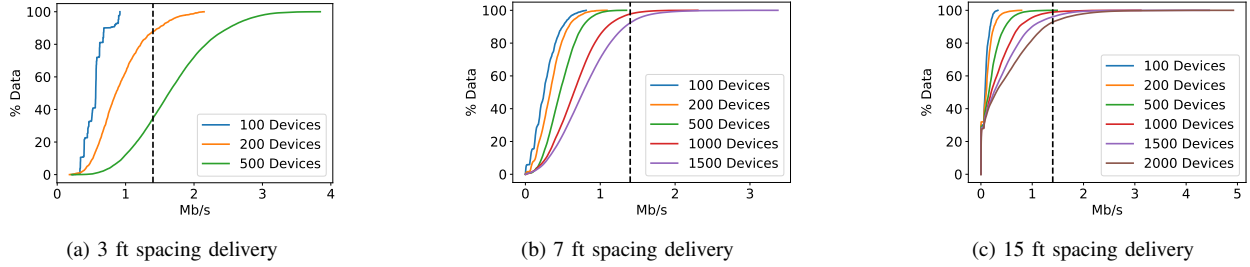 100
80
60
40
20
0
% Data
0
1
2
3
4
Mb/s
100 Devices
200 Devices
500 Devices
(a) 3 ft spacing delivery
100
80
60
40
20
0
% Data
0
1
2
3
Mb/s
100 Devices
200 Devices
500 Devices
1000 Devices
1500 Devices
(b) 7 ft spacing delivery
100
80
60
40
20
0
% Data
0
1
2
3
4
5
Mb/s
100 Devices
200 Devices
500 Devices
1000 Devices
1500 Devices
2000 Devices
(c) 15 ft spacing delivery